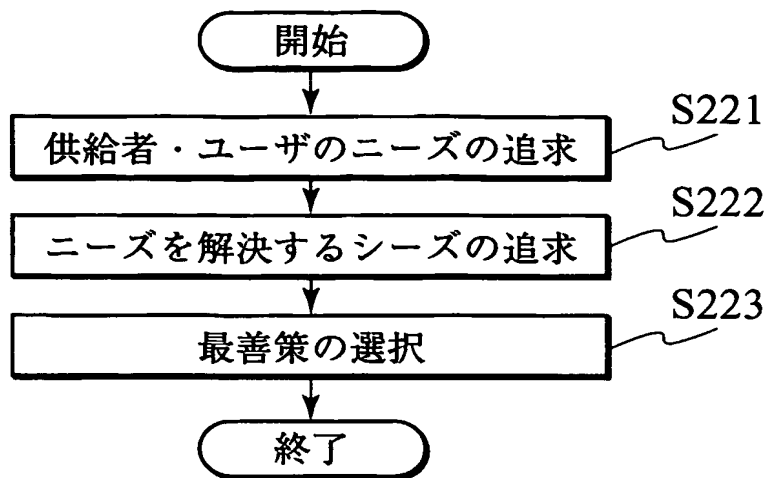 開始
S221
供給者・ユーザのニーズの追求
S222
ニーズを解決するシーズの追求
S223
最善策の選択
終了